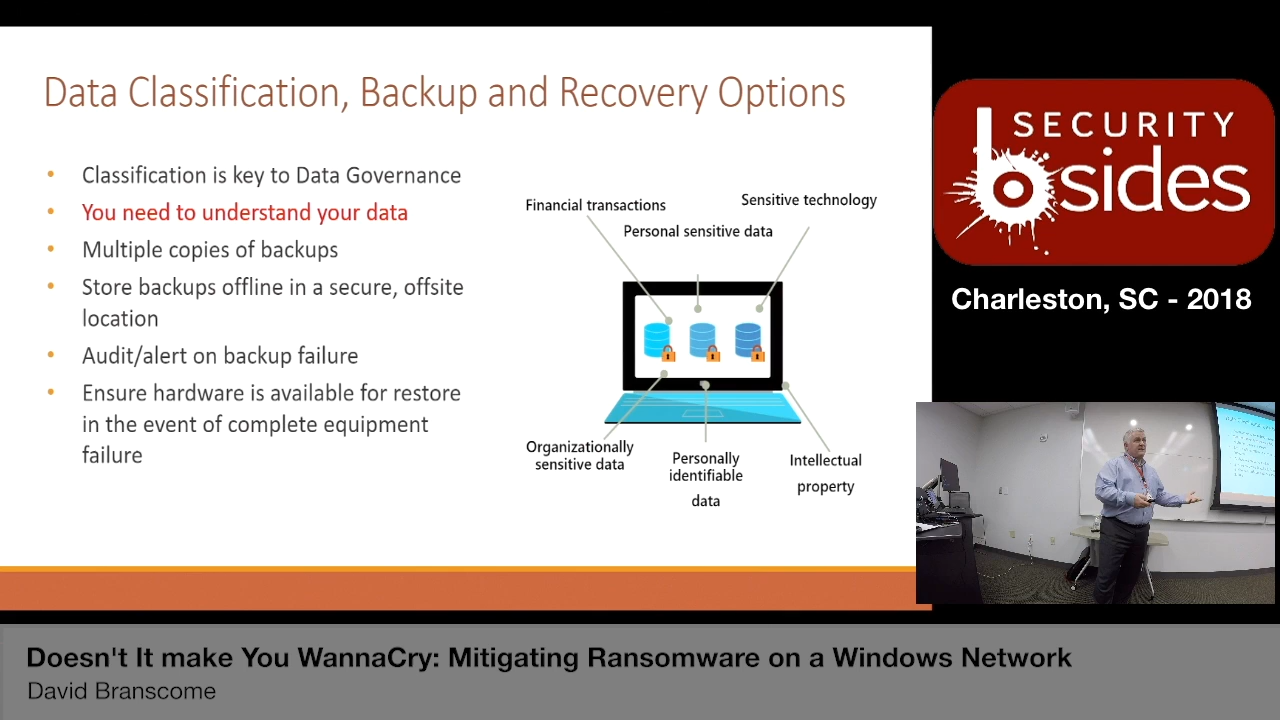 Data Classification, Backup and Recovery Options
• Classification is key to Data Governance
• You need to understand your data
• Multiple copies of backups
• Store backups offline in a secure, offsite
location
• Audit/alert on backup failure
• Ensure hardware is available for restore
in the event of complete equipment
failure
Financial transactions
Sensitive technology
Personal sensitive data
Organizationally
sensitive data
Personally
identifiable
data
Intellectual
property
SECURITY
bsides
Charleston, SC - 2018
Doesn't It make You WannaCry: Mitigating Ransomware on a Windows Network
David Branscome